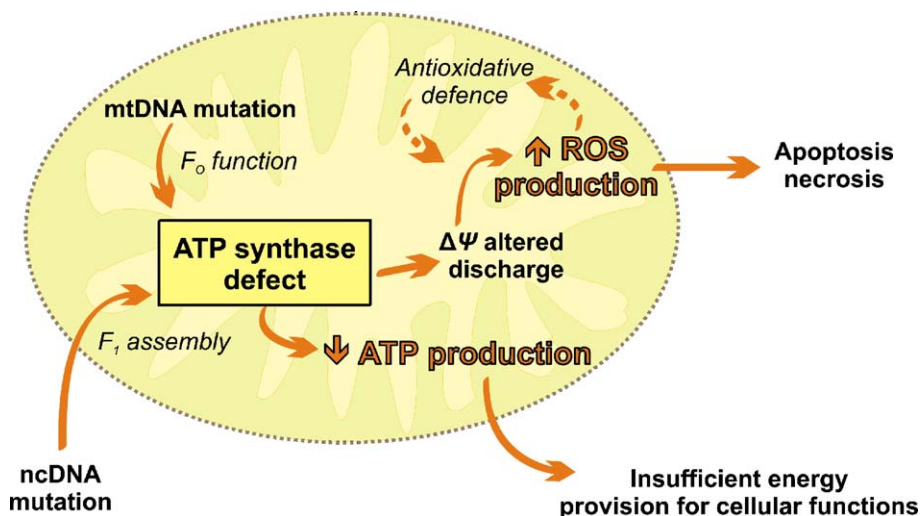 Antioxidative
defence
mtDNA mutation
F₀ function
↑ ROS
production
Apoptosis
necrosis
ATP synthase
defect
ΔΨ altered
discharge
F₁ assembly
↓ ATP production
ncDNA
mutation
Insufficient energy
provision for cellular functions